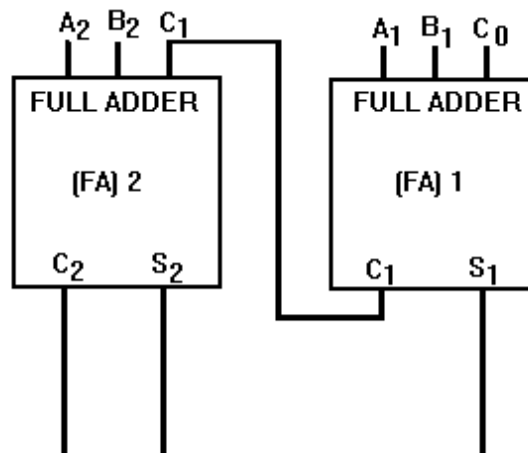 A2 B2 C1
FULL ADDER
(FA) 2
C2 S2
A1 B1 C0
FULL ADDER
(FA) 1
C1 S1